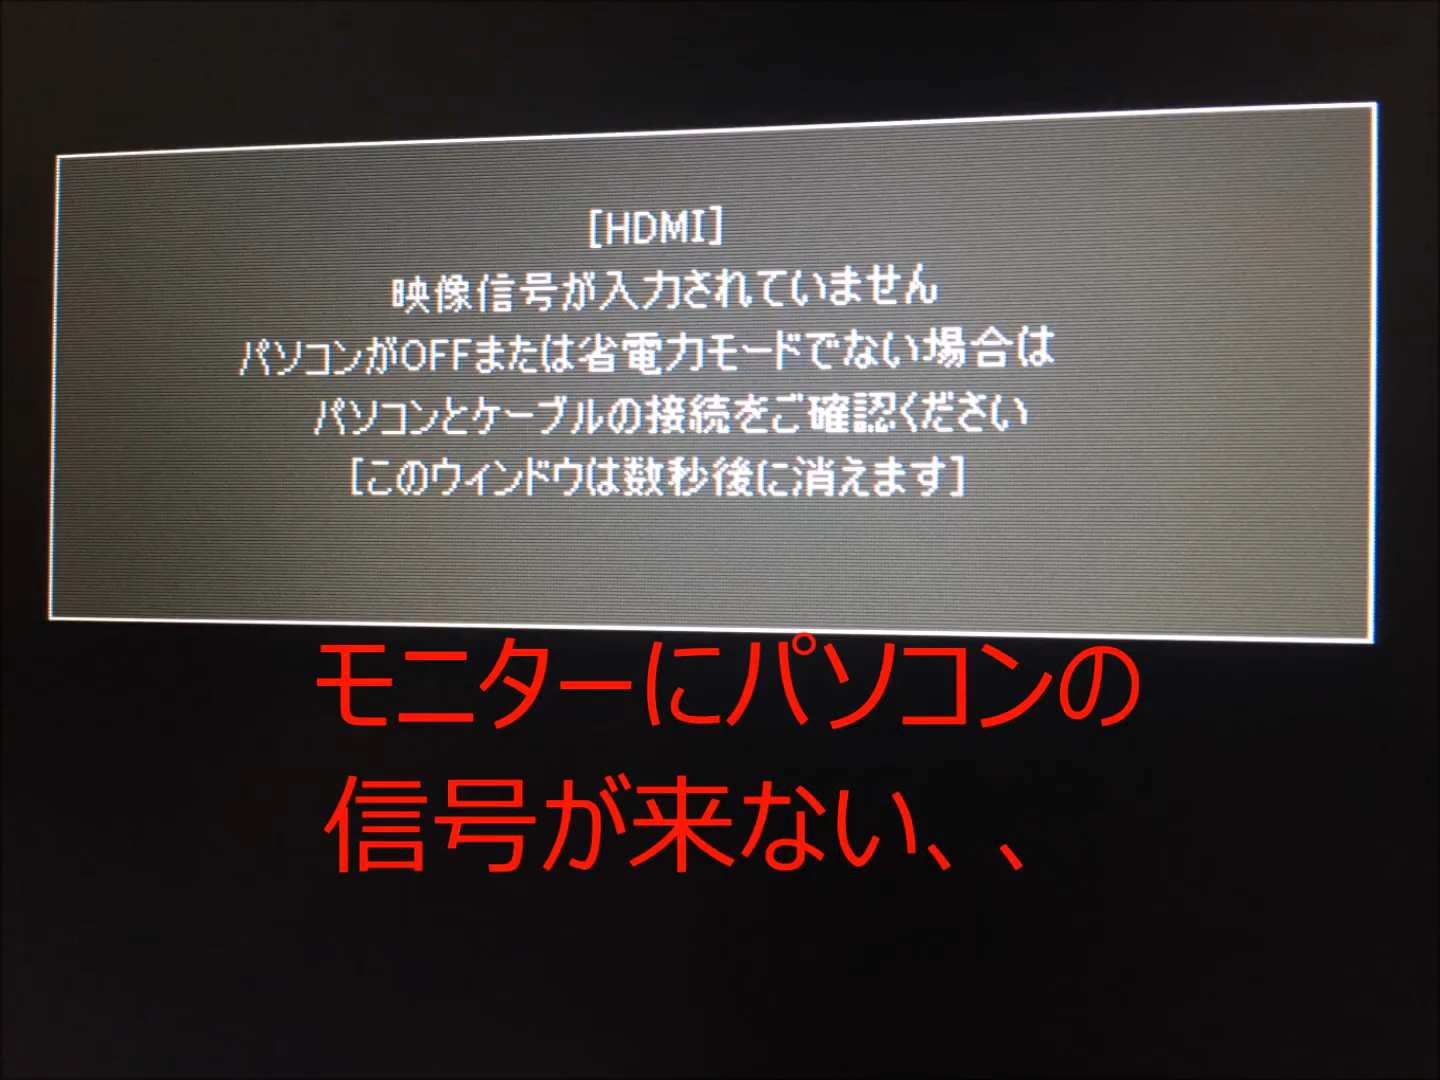 [HDMI]
映像信号が入力されていません
パソコンがOFFまたは省電力モードでない場合は
パソコンとケーブルの接続をご確認ください
[このウィンドウは数秒後に消えます]
モニターにパソコンの
信号が来ない、、